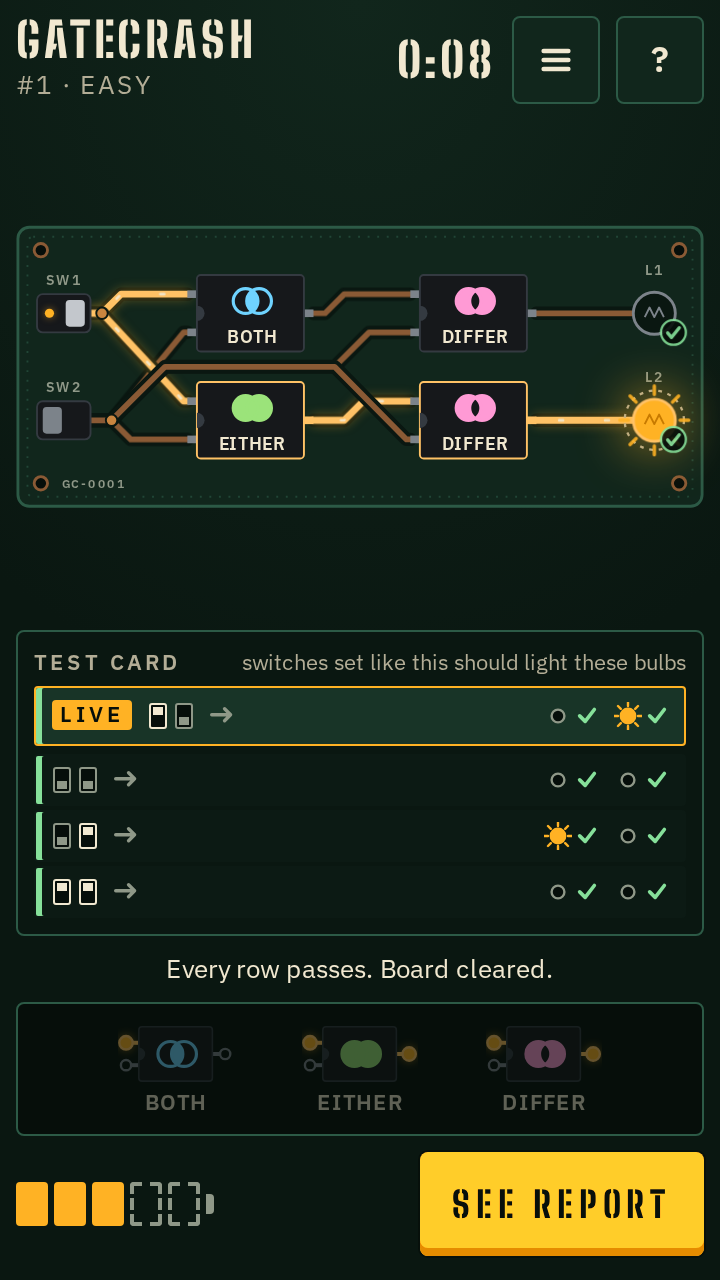 GATECRASH
#1 · EASY
0:08
?
SW1
BOTH
DIFFER
L1
SW2
EITHER
DIFFER
L2
GC-0001
TEST CARD
switches set like this should light these bulbs
LIVE
Every row passes. Board cleared.
BOTH
EITHER
DIFFER
SEE REPORT